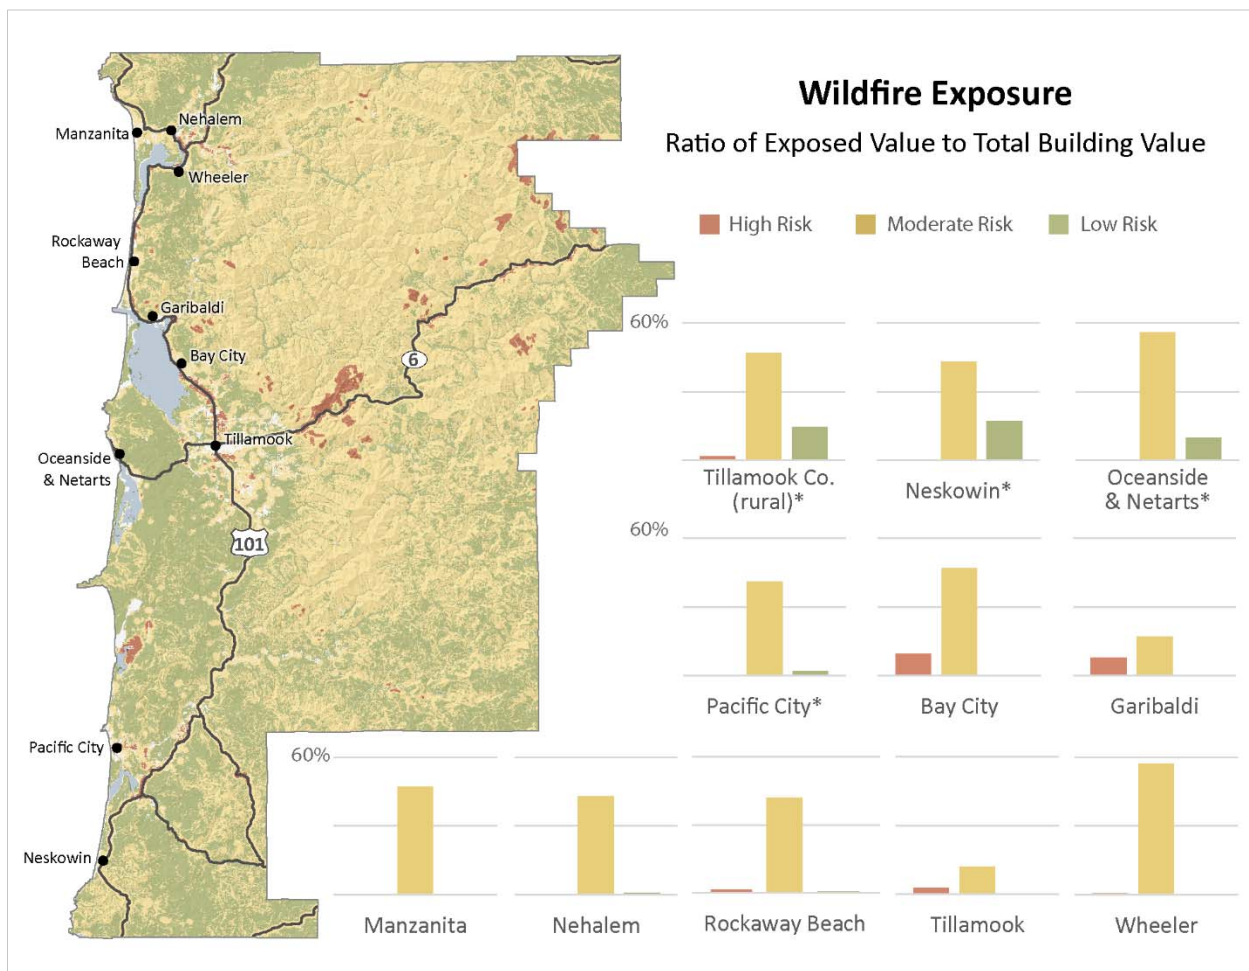 Wildfire Exposure
Ratio of Exposed Value to Total Building Value
High Risk
Moderate Risk
Low Risk
Manzanita
Nehalem
Wheeler
Rockaway
Beach
Garibaldi
Bay City
6
Tillamook
Oceanside
& Netarts
101
Pacific City
Neskowin
60%
Tillamook Co.
(rural)*
Neskowin*
Oceanside
& Netarts*
60%
Pacific City*
Bay City
Garibaldi
60%
Manzanita
Nehalem
Rockaway Beach
Tillamook
Wheeler